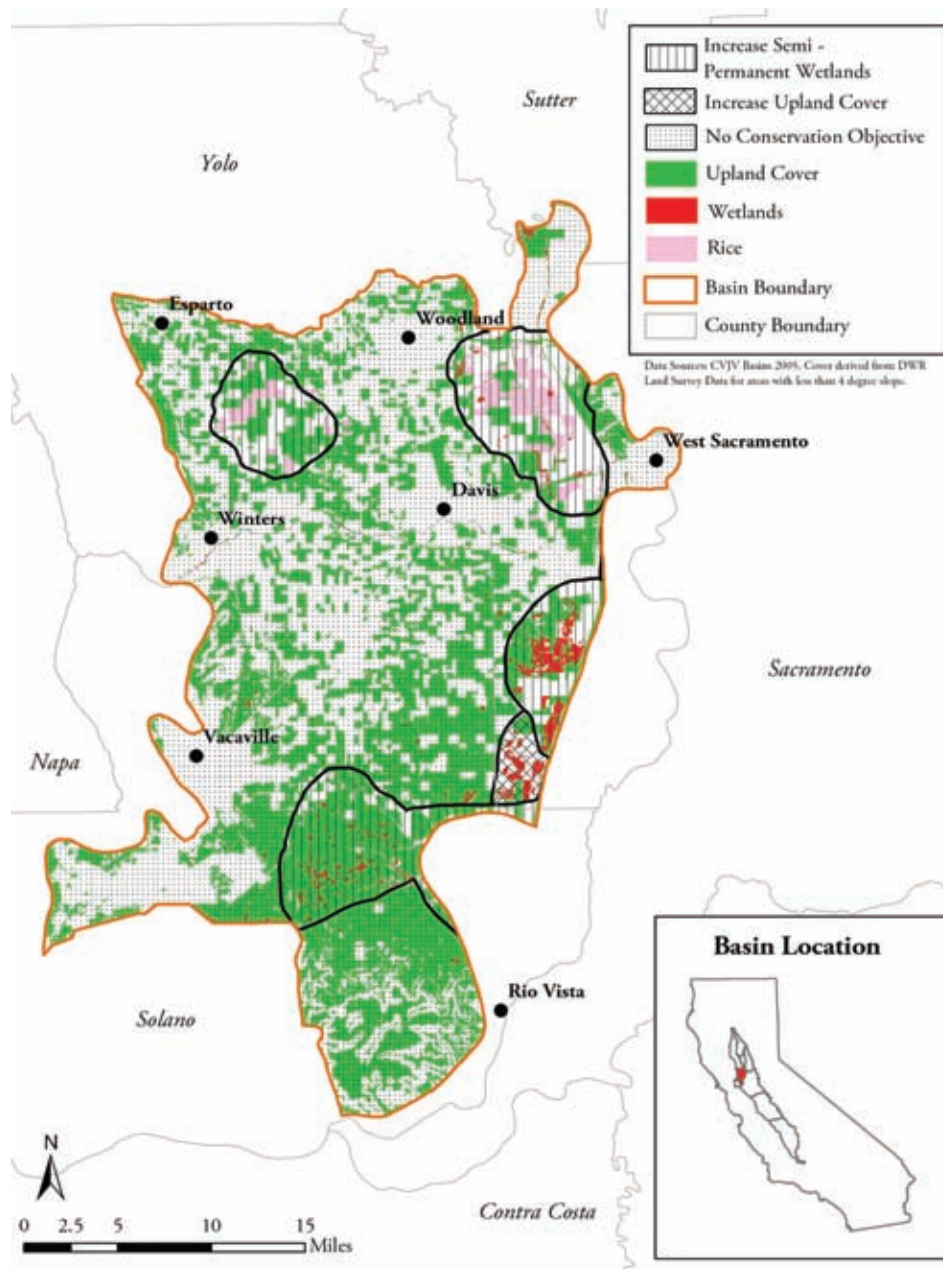 Increase Semi -
Permanent Wetlands
Increase Upland Cover
No Conservation Objective
Upland Cover
Wetlands
Rice
Basin Boundary
County Boundary
Data Sources: CVJV Basins 2005, Cover derived from DWR
Land Survey Data for areas with less than 4 degree slope.
Sutter
Yolo
Esparto
Woodland
West Sacramento
Davis
Winters
Sacramento
Vacaville
Napa
Rio Vista
Solano
Contra Costa
Basin Location
N
0 2.5 5 10 15
Miles